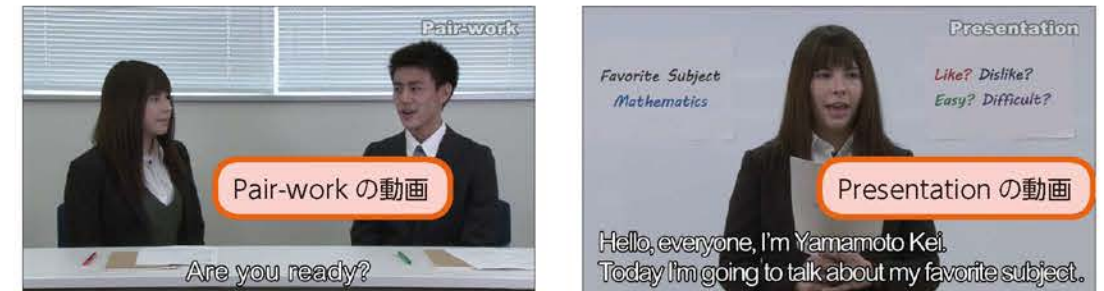 Pair-work
Pair-work の動画
Are you ready?
Presentation
Favorite Subject
Mathematics
Like? Dislike?
Easy? Difficult?
Presentation の動画
Hello, everyone, I'm Yamamoto Kei.
Today I'm going to talk about my favorite subject.